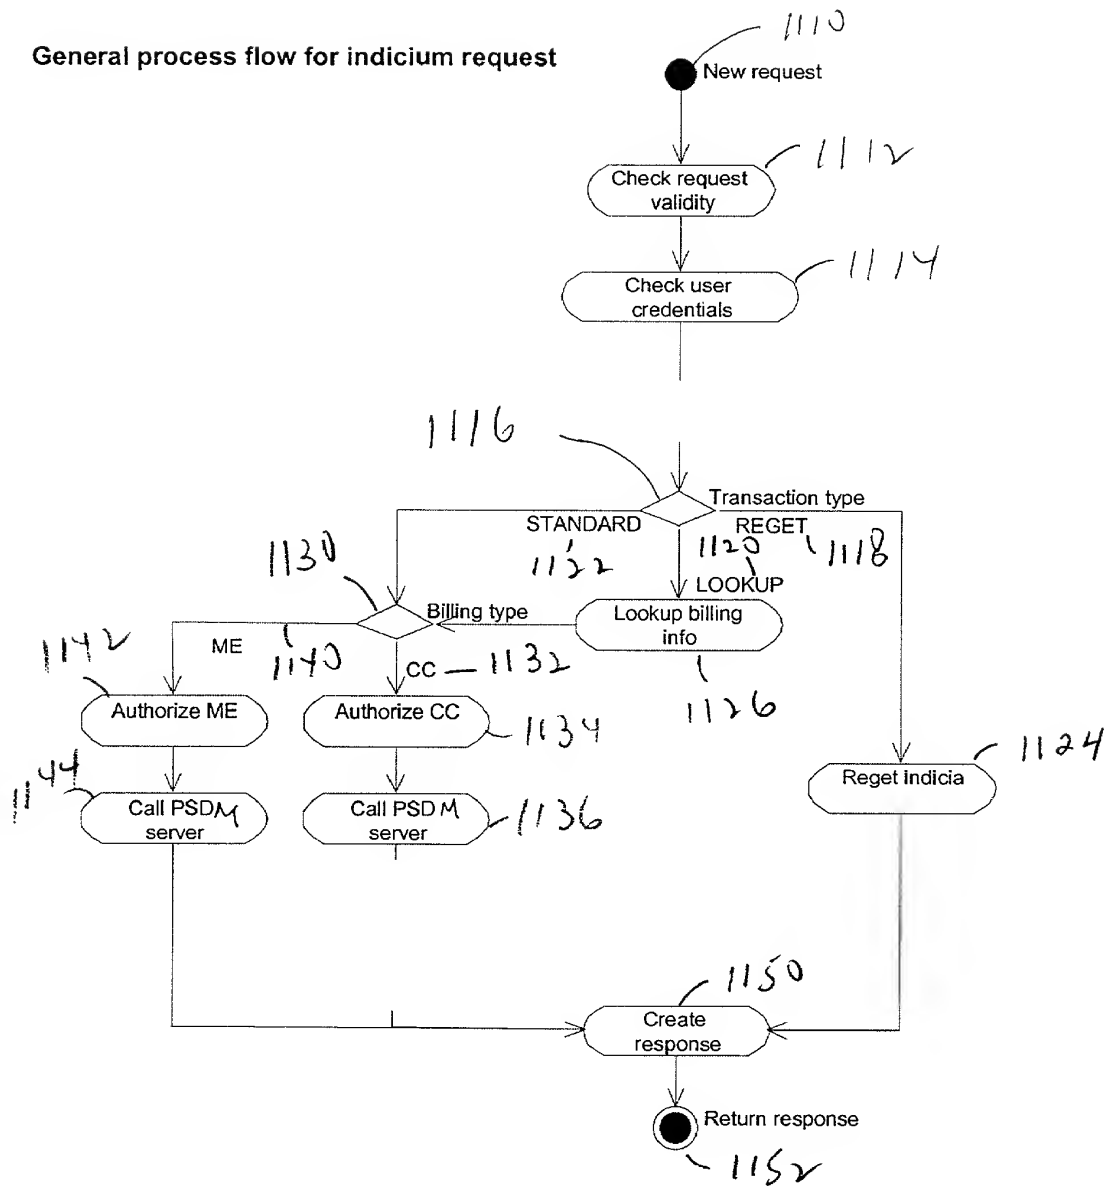 General process flow for indicium request
1110
New request
1112
Check request
validity
1114
Check user
credentials
1116
Transaction type
STANDARD
REGET
1122
1120
1118
LOOKUP
1130
Billing type
Lookup billing
info
ME
1140
CC
1132
1142
1126
Authorize ME
Authorize CC
1134
1124
Reget Indicia
1144
Call PSDM
server
Call PSDM
server
1136
1150
Create
response
Return response
1152